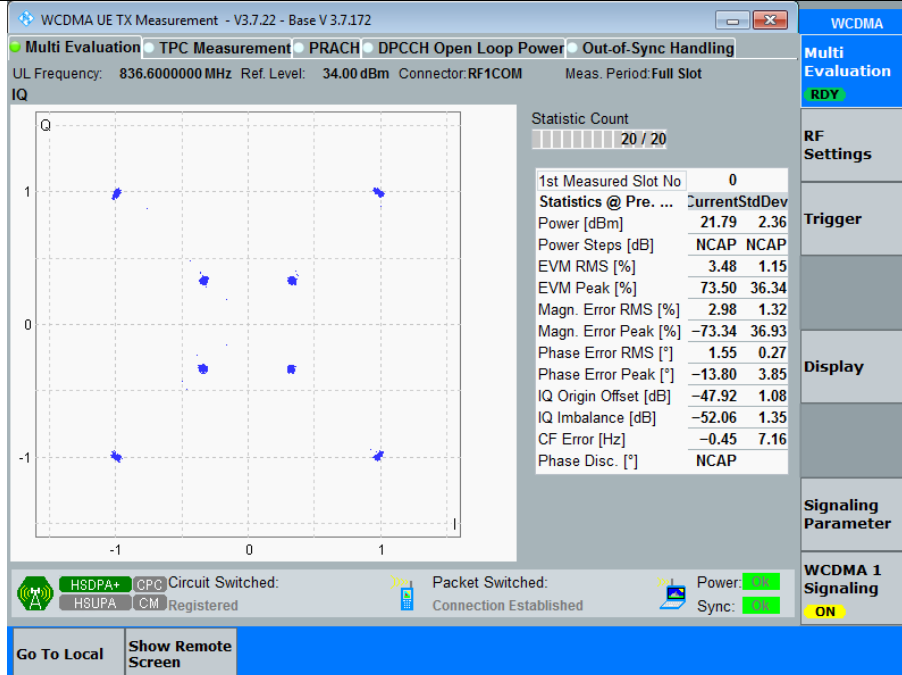 WCDMA UE TX Measurement - V3.7.22 - Base V 3.7.172
WCDMA
Multi Evaluation TPC Measurement PRACH DPCCH Open Loop Power Out-of-Sync Handling
Multi Evaluation
RDY
UL Frequency: 836.6000000 MHz Ref. Level: 34.00 dBm Connector: RF1COM Meas. Period: Full Slot
IQ
Q
1
0
-1
-1 0 1
I
Statistic Count
20 / 20
1st Measured Slot No 0
Statistics @ Pre. ... Current StdDev
Power [dBm] 21.79 2.36
Power Steps [dB] NCAP NCAP
EVM RMS [%] 3.48 1.15
EVM Peak [%] 73.50 36.34
Magn. Error RMS [%] 2.98 1.32
Magn. Error Peak [%] −73.34 36.93
Phase Error RMS [°] 1.55 0.27
Phase Error Peak [°] −13.80 3.85
IQ Origin Offset [dB] −47.92 1.08
IQ Imbalance [dB] −52.06 1.35
CF Error [Hz] −0.45 7.16
Phase Disc. [°] NCAP
RF
Settings
Trigger
Display
Signaling
Parameter
WCDMA 1
Signaling
ON
HSDPA+ CPC Circuit Switched: Packet Switched: Power: Ok
HSUPA CM Registered Connection Established Sync: Ok
Go To Local
Show Remote
Screen